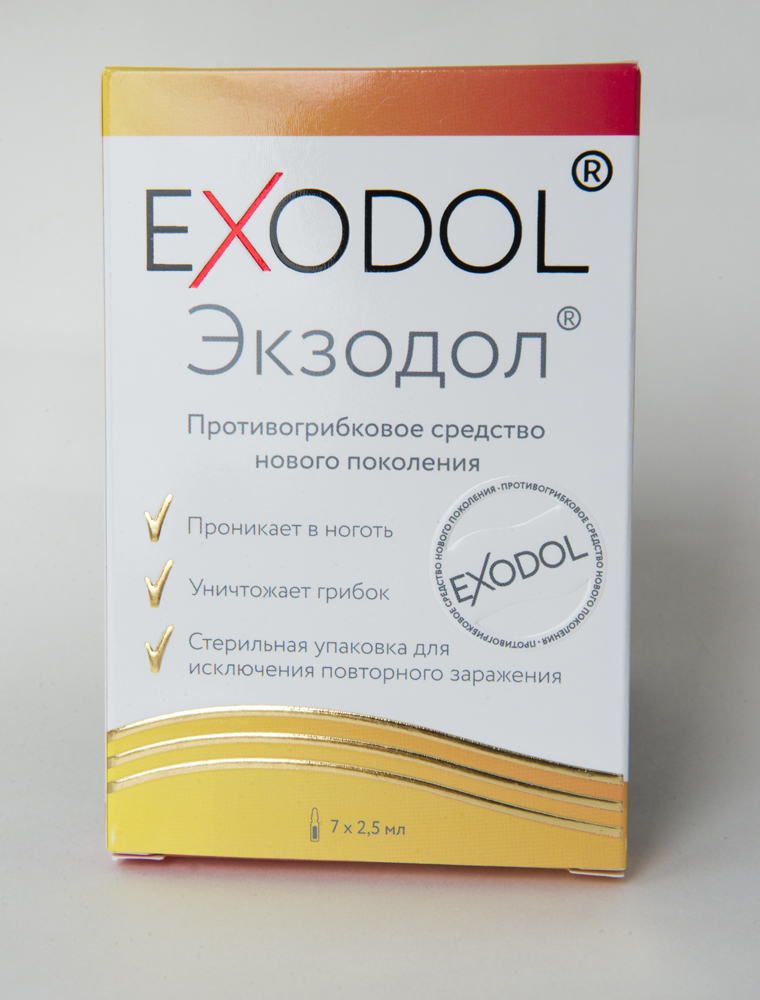 EXODOL®
Экзодол®
Противогрибковое средство
нового поколения
Проникает в ноготь
Уничтожает грибок
Стерильная упаковка для
исключения повторного заражения
ПРОТИВОГРИБКОВОЕ СРЕДСТВО НОВОГО ПОКОЛЕНИЯ · ПРОТИВОГРИБКОВОЕ СРЕДСТВО НОВОГО ПОКОЛЕНИЯ ·
EXODOL
7 x 2,5 мл